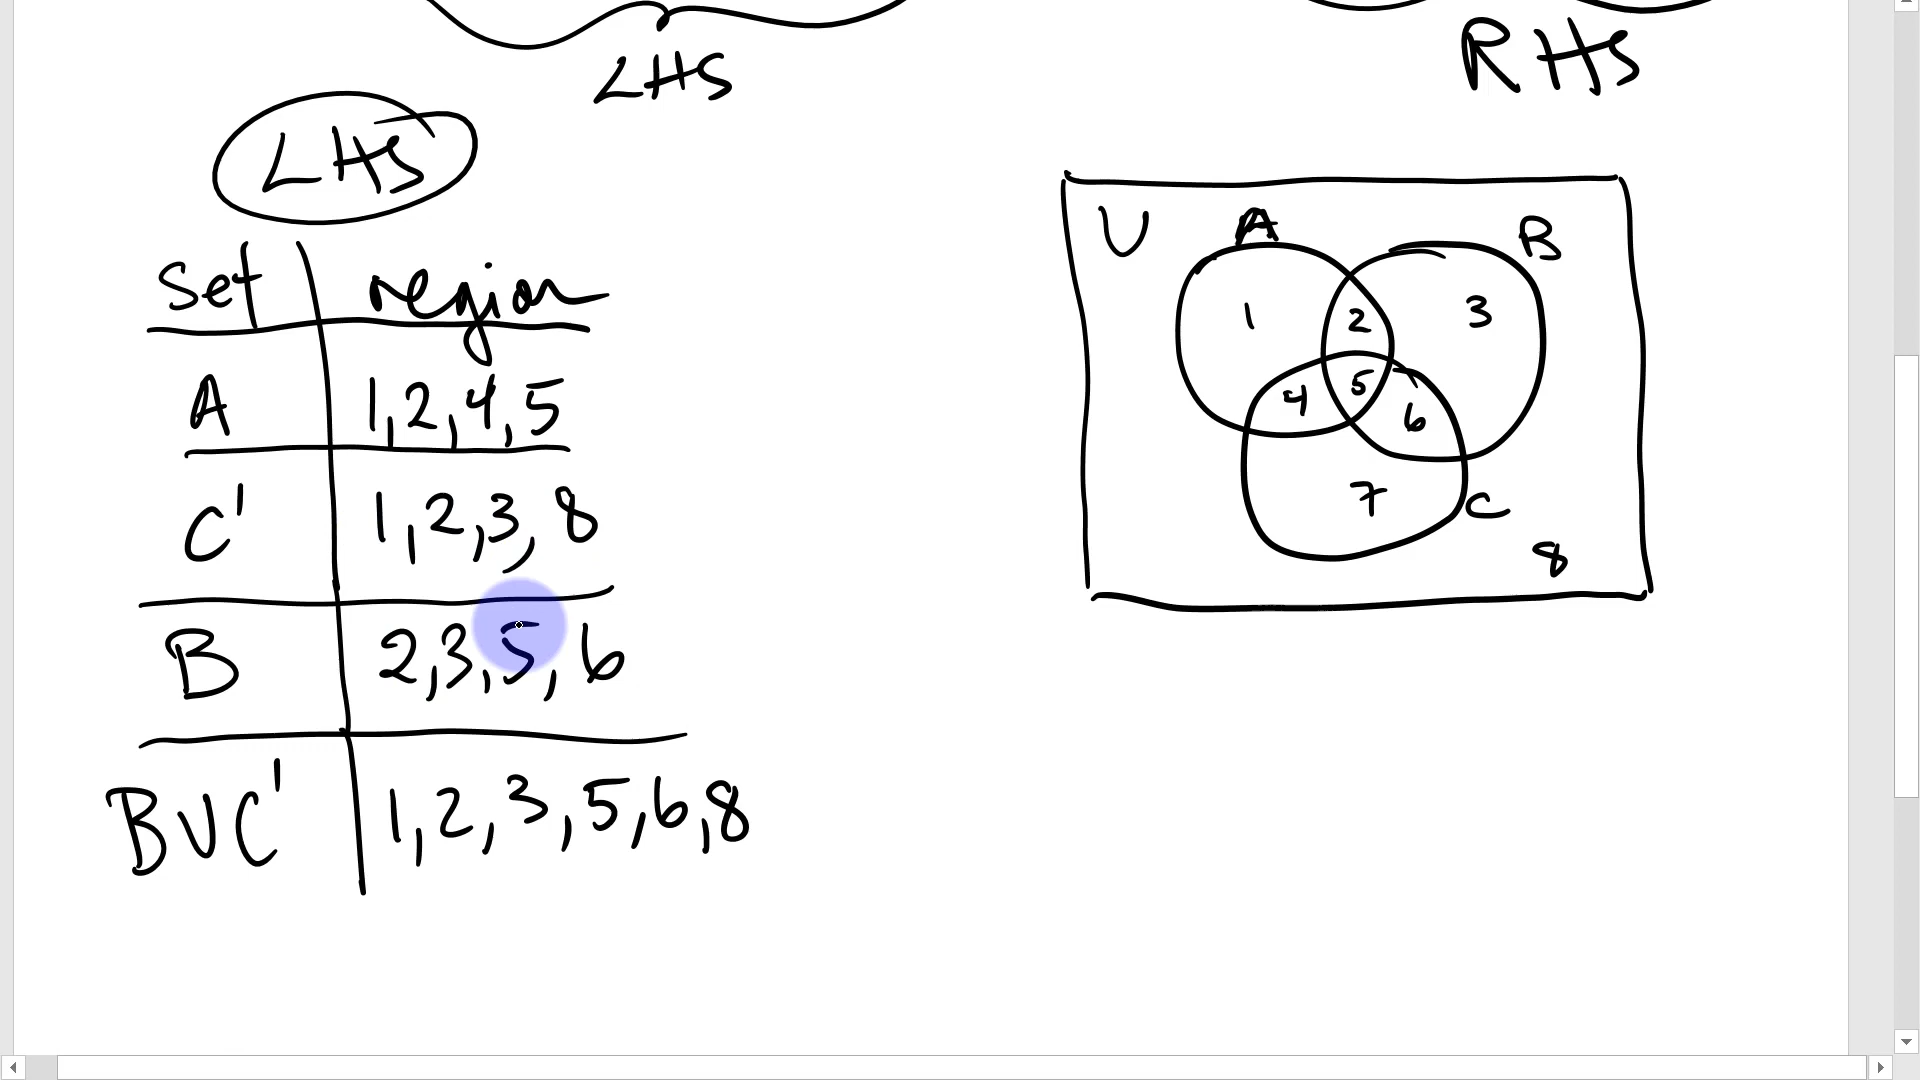 LHS
RHS
LHS
Set region
A 1,2,4,5
C' 1,2,3,8
B 2,3,5,6
B∪C' 1,2,3,5,6,8
U A B
1 2 3
4 5 6
7 C
8